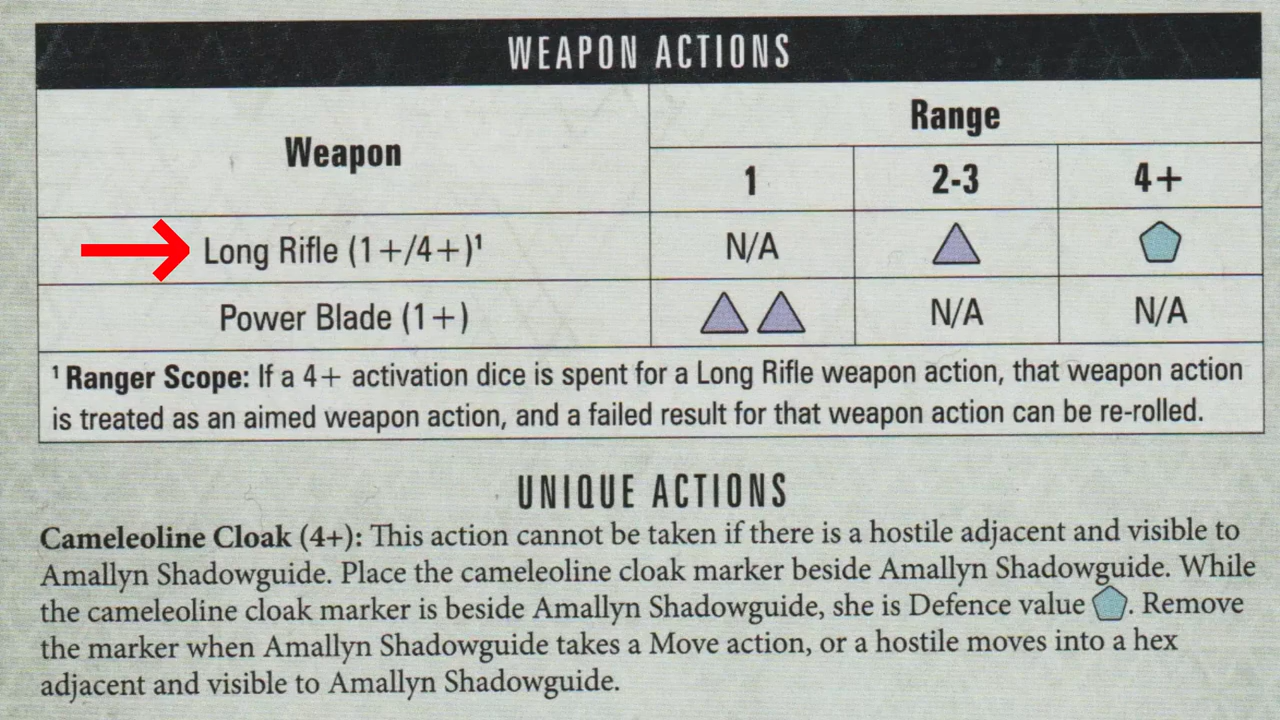 WEAPON ACTIONS
Weapon
Range
1
2-3
4+
Long Rifle (1+/4+)¹
N/A
Power Blade (1+)
N/A
N/A
¹ Ranger Scope: If a 4+ activation dice is spent for a Long Rifle weapon action, that weapon action
is treated as an aimed weapon action, and a failed result for that weapon action can be re-rolled.
UNIQUE ACTIONS
Cameleoline Cloak (4+): This action cannot be taken if there is a hostile adjacent and visible to
Amallyn Shadowguide. Place the cameleoline cloak marker beside Amallyn Shadowguide. While
the cameleoline cloak marker is beside Amallyn Shadowguide, she is Defence value . Remove
the marker when Amallyn Shadowguide takes a Move action, or a hostile moves into a hex
adjacent and visible to Amallyn Shadowguide.